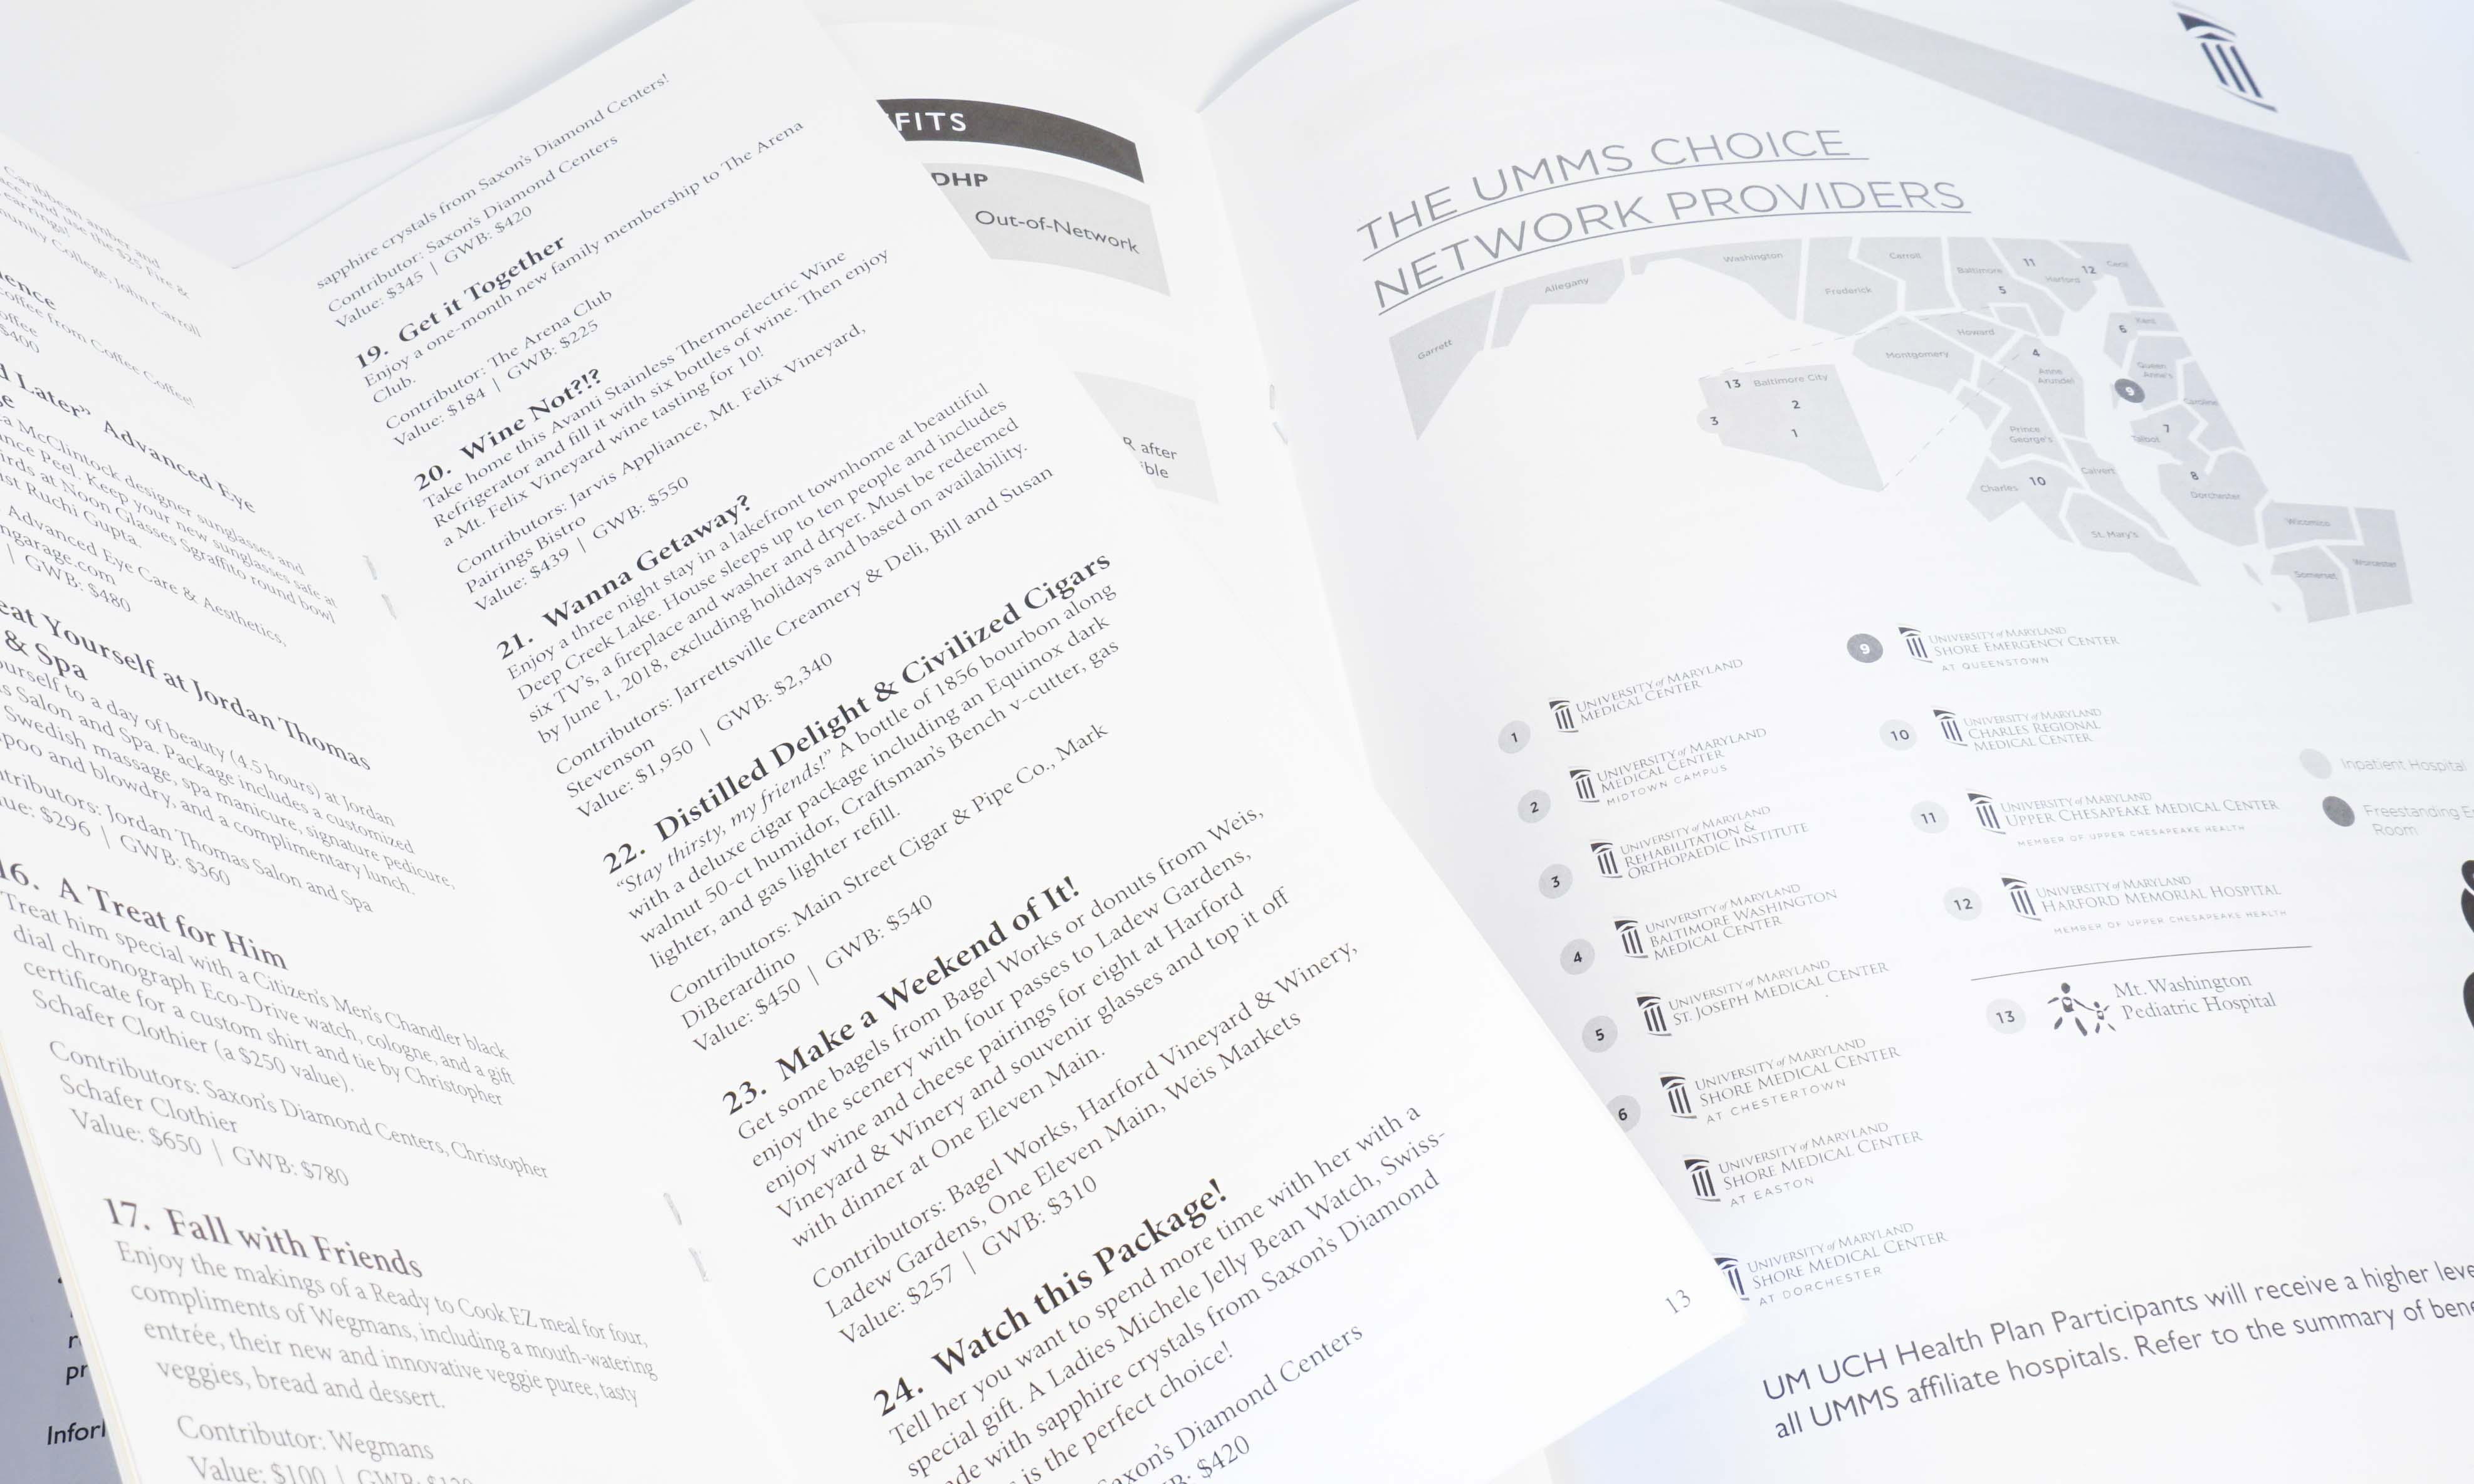 Caribbean amber and
earrings!
Community College, John Carroll
Coffee from Coffee Coffee!
d Later” Advanced Eye
McClintock designer sunglasses and
Peel. Keep your new sunglasses safe at
at Noon Glasses Sgraffito round bowl
Ruchi Gupta.
Advanced Eye Care & Aesthetics,
ngarage.com
| GWB: $480
eat Yourself at Jordan Thomas
& Spa
ourself to a day of beauty (4.5 hours) at Jordan
s Salon and Spa. Package includes a customized
Swedish massage, spa manicure, signature pedicure,
poo and blowdry, and a complimentary lunch.
ntributors: Jordan Thomas Salon and Spa
lue: $296 | GWB: $360
16. A Treat for Him
Treat him special with a Citizen’s Men’s Chandler black
dial chronograph Eco-Drive watch, cologne, and a gift
certificate for a custom shirt and tie by Christopher
Schafer Clothier (a $250 value).
Contributors: Saxon’s Diamond Centers, Christopher
Schafer Clothier
Value: $650 | GWB: $780
17. Fall with Friends
Enjoy the makings of a Ready to Cook EZ meal for four,
compliments of Wegmans, including a mouth-watering
entrée, their new and innovative veggie puree, tasty
veggies, bread and dessert.
Contributor: Wegmans
Value: $100 | GWB: $120
sapphire crystals from Saxon’s Diamond Centers!
Contributor: Saxon’s Diamond Centers
Value: $345 | GWB: $420
19. Get it Together
Enjoy a one-month new family membership to The Arena
Club.
Contributor: The Arena Club
Value: $184 | GWB: $225
20. Wine Not?!?
Take home this Avanti Stainless Thermoelectric Wine
Refrigerator and fill it with six bottles of wine. Then enjoy
a Mt. Felix Vineyard wine tasting for 10!
Contributors: Jarvis Appliance, Mt. Felix Vineyard,
Pairings Bistro
Value: $439 | GWB: $550
21. Wanna Getaway?
Enjoy a three night stay in a lakefront townhome at beautiful
Deep Creek Lake. House sleeps up to ten people and includes
six TV’s, a fireplace and washer and dryer. Must be redeemed
by June 1, 2018, excluding holidays and based on availability.
Contributors: Jarrettsville Creamery & Deli, Bill and Susan
Stevenson
Value: $1,950 | GWB: $2,340
22. Distilled Delight & Civilized Cigars
“Stay thirsty, my friends!” A bottle of 1856 bourbon along
with a deluxe cigar package including an Equinox dark
walnut 50-ct humidor, Craftsman’s Bench v-cutter, gas
lighter, and gas lighter refill.
Contributors: Main Street Cigar & Pipe Co., Mark
DiBerardino
Value: $450 | GWB: $540
23. Make a Weekend of It!
Get some bagels from Bagel Works or donuts from Weis,
enjoy the scenery with four passes to Ladew Gardens,
enjoy wine and cheese pairings for eight at Harford
Vineyard & Winery and souvenir glasses and top it off
with dinner at One Eleven Main.
Contributors: Bagel Works, Harford Vineyard & Winery,
Ladew Gardens, One Eleven Main, Weis Markets
Value: $257 | GWB: $310
24. Watch this Package!
Tell her you want to spend more time with her with a
special gift. A Ladies Michele Jelly Bean Watch, Swiss-
de with sapphire crystals from Saxon’s Diamond
is the perfect choice!
axon’s Diamond Centers
B: $420
13
FITS
DHP
Out-of-Network
R after
ible
THE UMMS CHOICE
NETWORK PROVIDERS
Garrett
Allegany
Washington
Frederick
Carroll
Baltimore
5
11
Harford
12
Cecil
Howard
Montgomery
13 Baltimore City
3
2
1
4
Anne
Arundel
6 Kent
Queen
Anne's
9
Caroline
Prince
George's
7
Talbot
Calvert
Charles 10
8
Dorchester
St. Mary's
Wicomico
Somerset
Worcester
1 UNIVERSITY of MARYLAND
MEDICAL CENTER
2 UNIVERSITY of MARYLAND
MEDICAL CENTER
MIDTOWN CAMPUS
3 UNIVERSITY of MARYLAND
REHABILITATION &
ORTHOPAEDIC INSTITUTE
4 UNIVERSITY of MARYLAND
BALTIMORE WASHINGTON
MEDICAL CENTER
5 UNIVERSITY of MARYLAND
ST. JOSEPH MEDICAL CENTER
6 UNIVERSITY of MARYLAND
SHORE MEDICAL CENTER
AT CHESTERTOWN
UNIVERSITY of MARYLAND
SHORE MEDICAL CENTER
AT EASTON
UNIVERSITY of MARYLAND
SHORE MEDICAL CENTER
AT DORCHESTER
9 UNIVERSITY of MARYLAND
SHORE EMERGENCY CENTER
AT QUEENSTOWN
10 UNIVERSITY of MARYLAND
CHARLES REGIONAL
MEDICAL CENTER
11 UNIVERSITY of MARYLAND
UPPER CHESAPEAKE MEDICAL CENTER
MEMBER OF UPPER CHESAPEAKE HEALTH
12 UNIVERSITY of MARYLAND
HARFORD MEMORIAL HOSPITAL
MEMBER OF UPPER CHESAPEAKE HEALTH
13 Mt. Washington
Pediatric Hospital
Inpatient Hospital
Freestanding E
Room
UM UCH Health Plan Participants will receive a higher leve
all UMMS affiliate hospitals. Refer to the summary of bene
pr
Infor